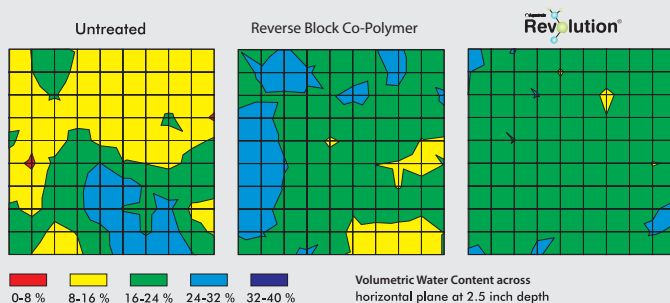 Untreated
Reverse Block Co-Polymer
Aquatrols
Revolution®
0-8 %
8-16 %
16-24 %
24-32 %
32-40 %
Volumetric Water Content across
horizontal plane at 2.5 inch depth